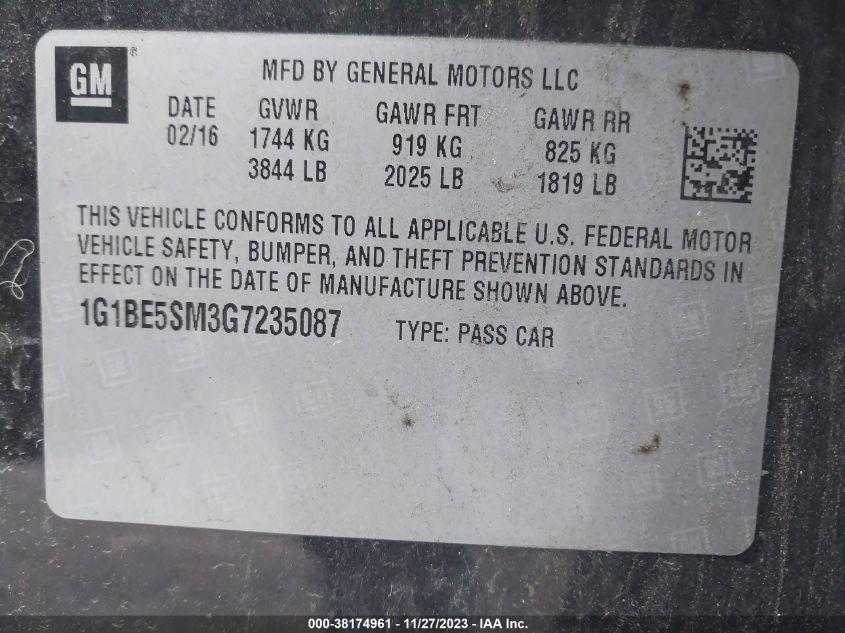 GM®
MFD BY GENERAL MOTORS LLC
DATE GVWR GAWR FRT GAWR RR
02/16 1744 KG 919 KG 825 KG
3844 LB 2025 LB 1819 LB
THIS VEHICLE CONFORMS TO ALL APPLICABLE U.S. FEDERAL MOTOR
VEHICLE SAFETY, BUMPER, AND THEFT PREVENTION STANDARDS IN
EFFECT ON THE DATE OF MANUFACTURE SHOWN ABOVE.
1G1BE5SM3G7235087 TYPE: PASS CAR
000-38174961 - 11/27/2023 - IAA Inc.